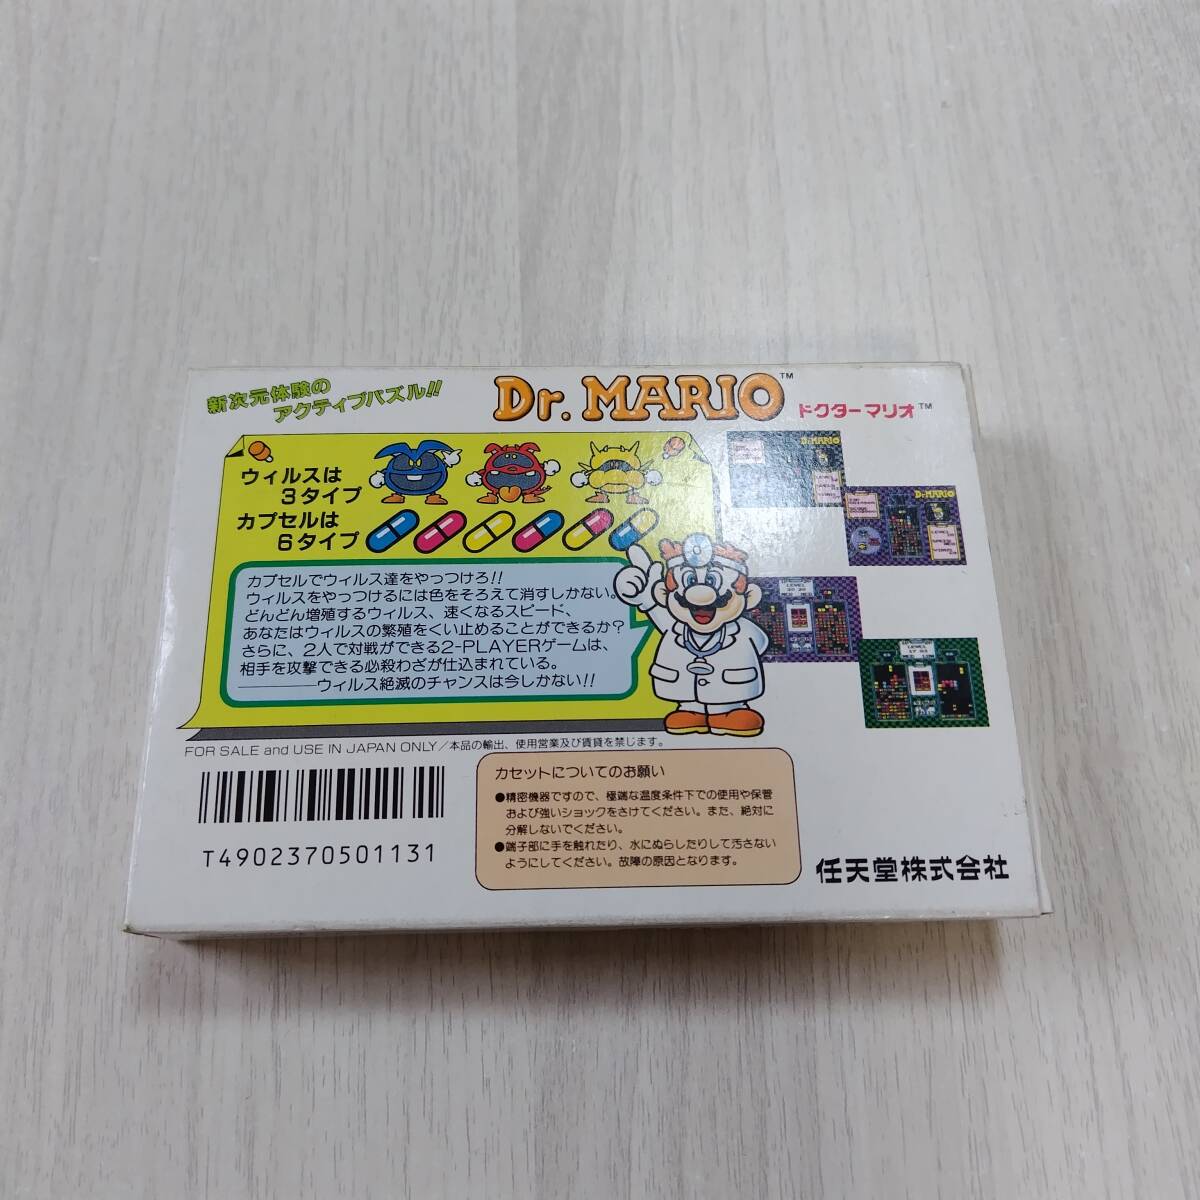 新次元体験の
アクティブパズル!!
Dr. MARIO™
ドクターマリオ™
ウィルスは
3タイプ
カプセルは
6タイプ
カプセルでウィルス達をやっつけろ!!
ウィルスをやっつけるには色をそろえて消すしかない。
どんどん増殖するウィルス、速くなるスピード、
あなたはウィルスの繁殖をくい止めることができるか?
さらに、2人で対戦ができる2-PLAYERゲームは、
相手を攻撃できる必殺わざが仕込まれている。
———ウィルス絶滅のチャンスは今しかない!!
Dr.MARIO
Dr.MARIO
LEVEL
LEVEL
FOR SALE and USE IN JAPAN ONLY/本品の輸出、使用営業及び賃貸を禁じます。
T4902370501131
カセットについてのお願い
●精密機器ですので、極端な温度条件下での使用や保管
および強いショックをさけてください。また、絶対に
分解しないでください。
●端子部に手を触れたり、水にぬらしたりして汚さない
ようにしてください。故障の原因となります。
任天堂株式会社